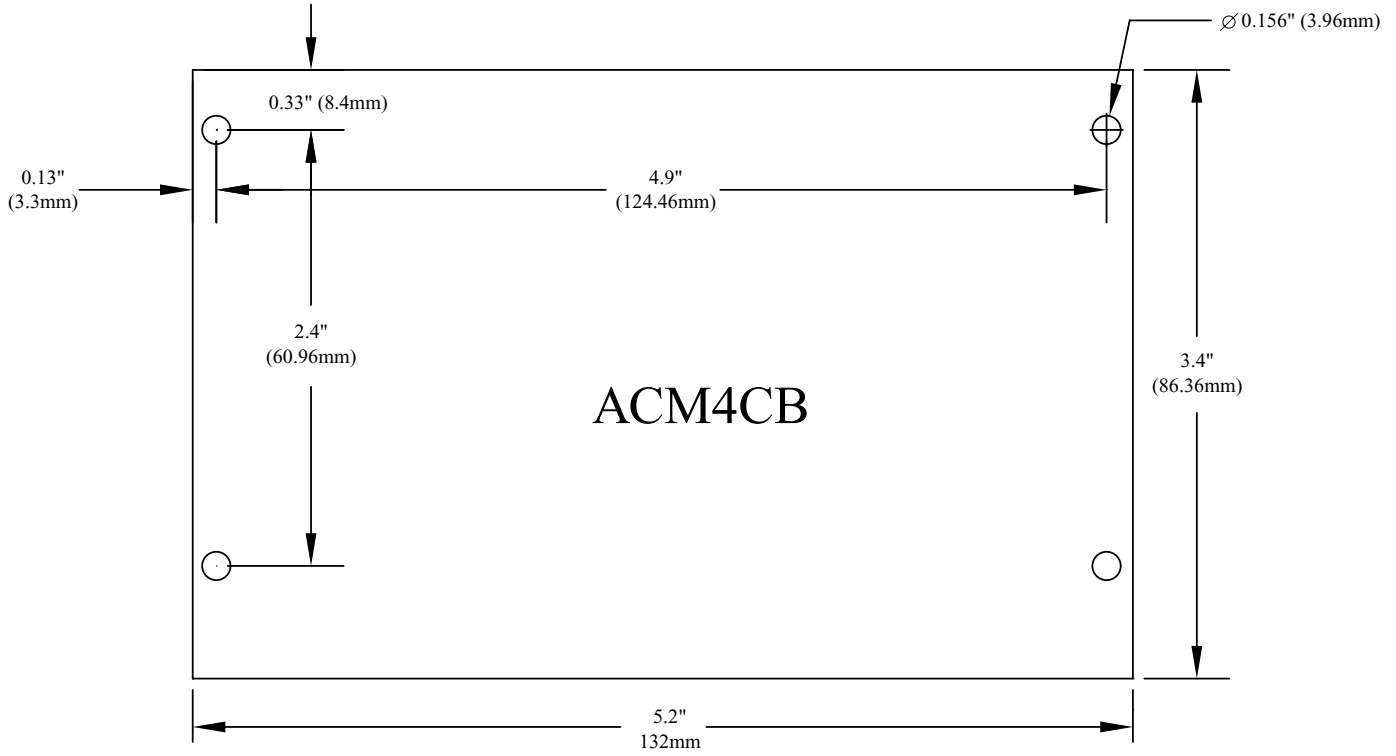 ⌀ 0.156" (3.96mm)
0.33" (8.4mm)
0.13"
(3.3mm)
4.9"
(124.46mm)
2.4"
(60.96mm)
3.4"
(86.36mm)
ACM4CB
5.2"
132mm